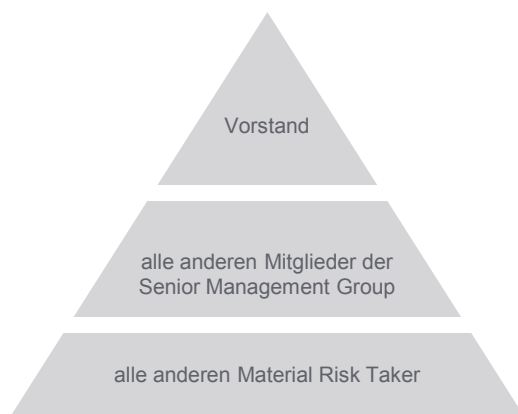 Vorstand
alle anderen Mitglieder der
Senior Management Group
alle anderen Material Risk Taker